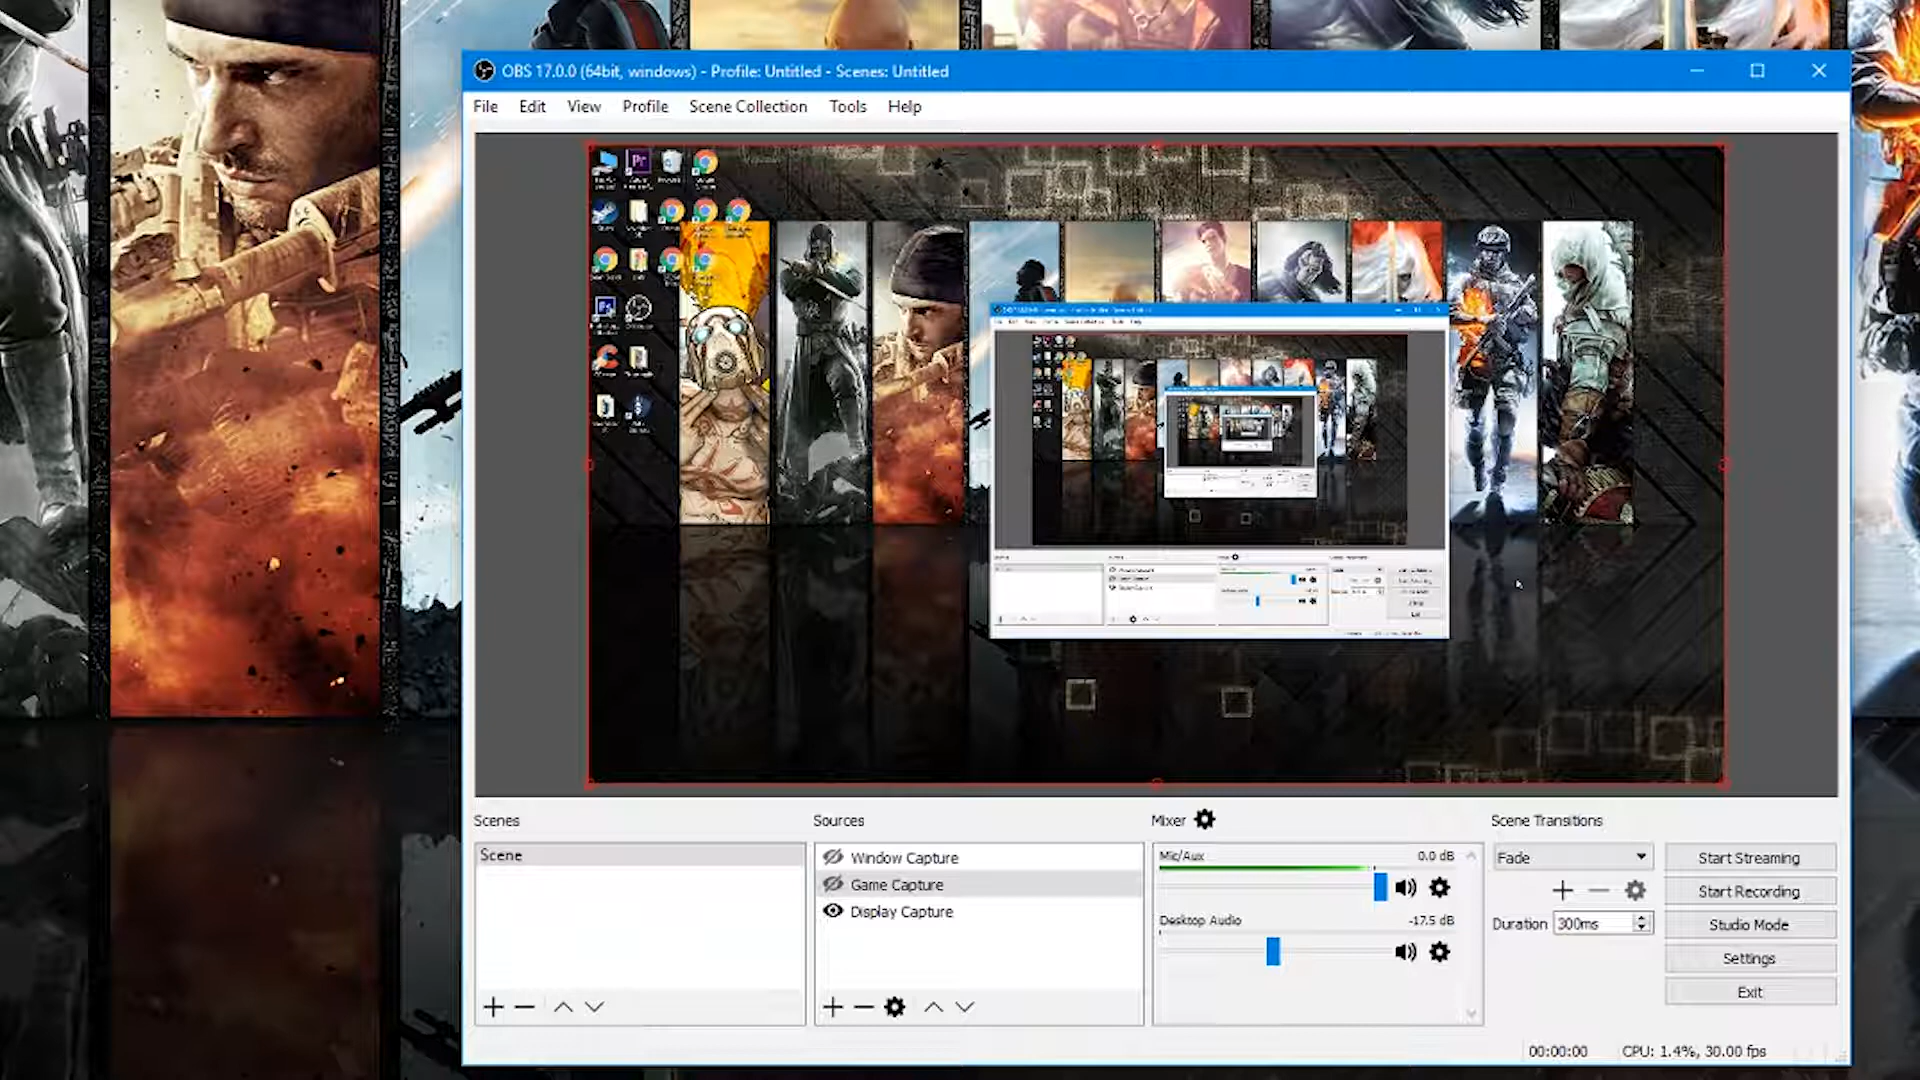 OBS 17.0.0 (64bit, windows) - Profile: Untitled - Scenes: Untitled
File Edit View Profile Scene Collection Tools Help
Pr
Scenes
Sources
Mixer
Scene Transitions
Scene
Window Capture
Game Capture
Display Capture
Mic/Aux 0.0 dB
Desktop Audio -17.5 dB
Fade
Duration 300ms
Start Streaming
Start Recording
Studio Mode
Settings
Exit
00:00:00 CPU: 1.4%, 30.00 fps